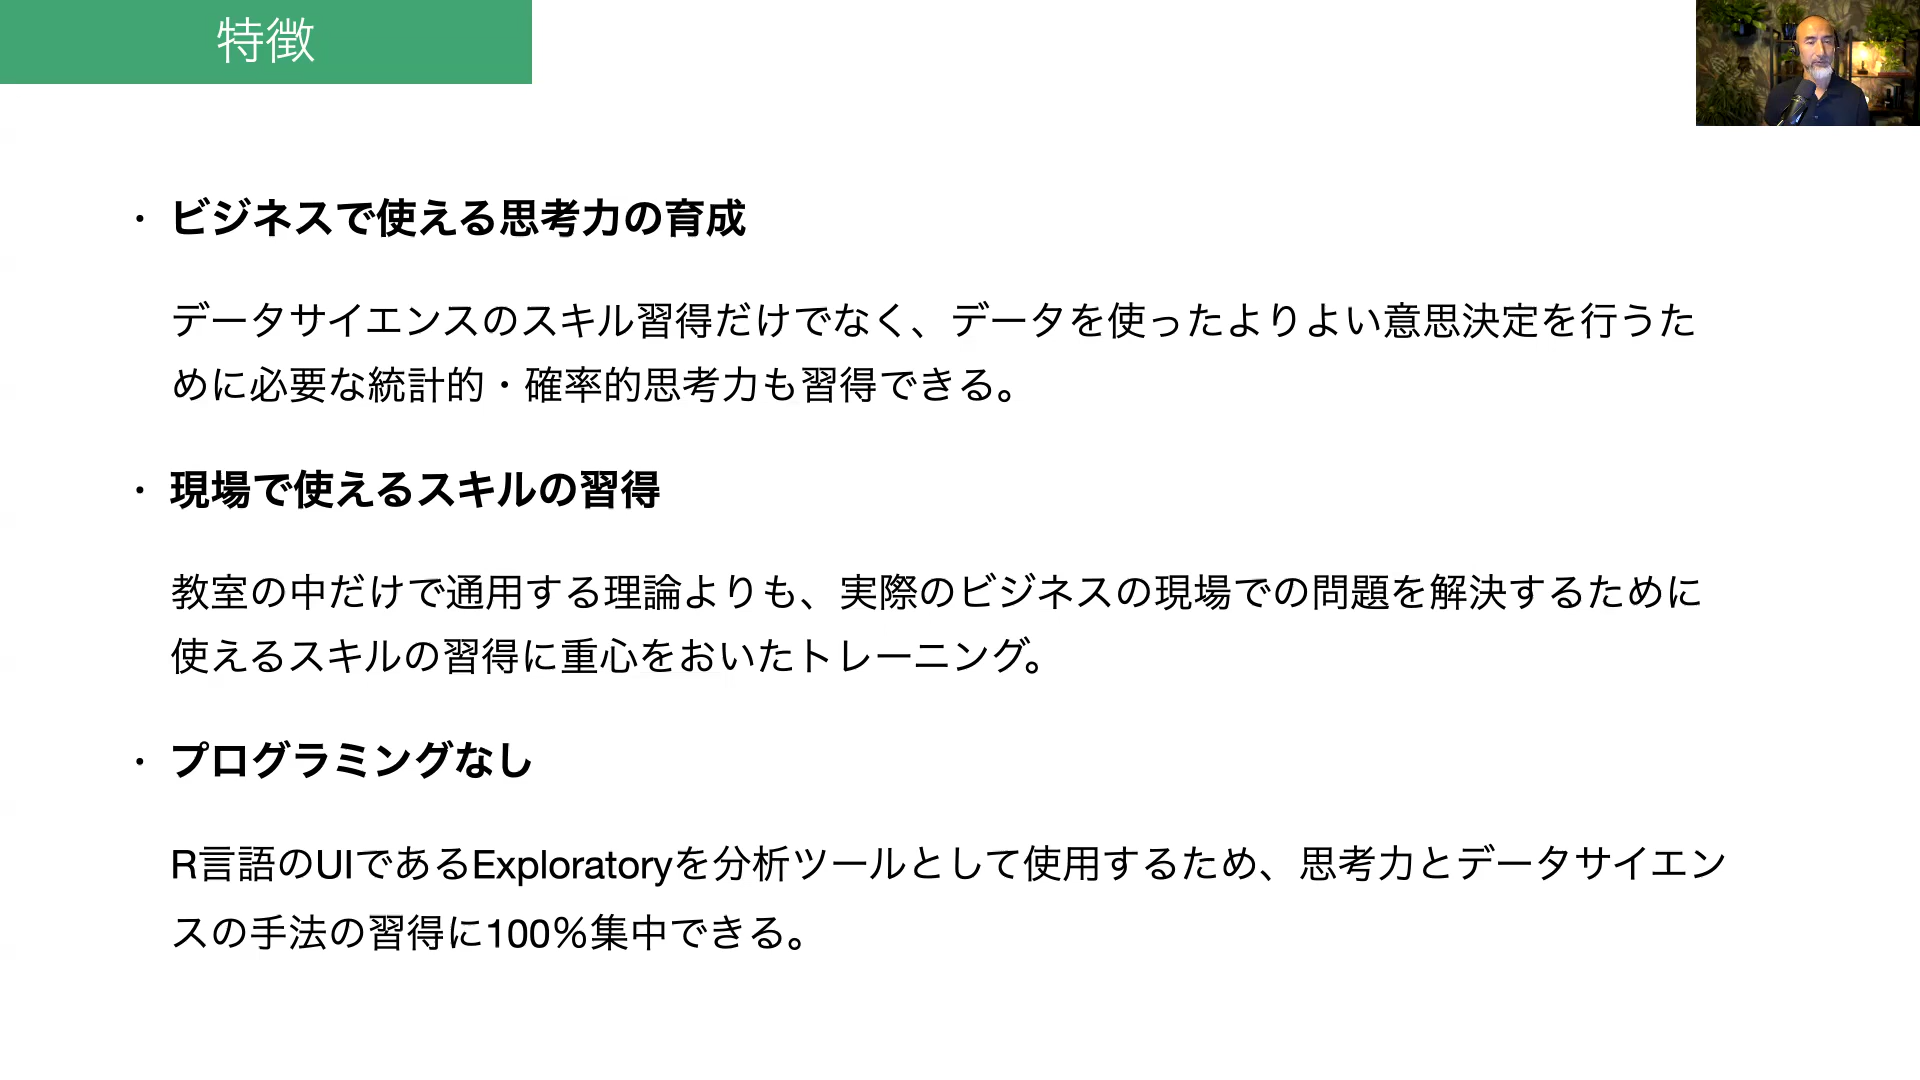 特徴
・ビジネスで使える思考力の育成
データサイエンスのスキル習得だけでなく、データを使ったよりよい意思決定を行うた
めに必要な統計的・確率的思考力も習得できる。
・現場で使えるスキルの習得
教室の中だけで通用する理論よりも、実際のビジネスの現場での問題を解決するために
使えるスキルの習得に重心をおいたトレーニング。
・プログラミングなし
R言語のUIであるExploratoryを分析ツールとして使用するため、思考力とデータサイエン
スの手法の習得に100%集中できる。